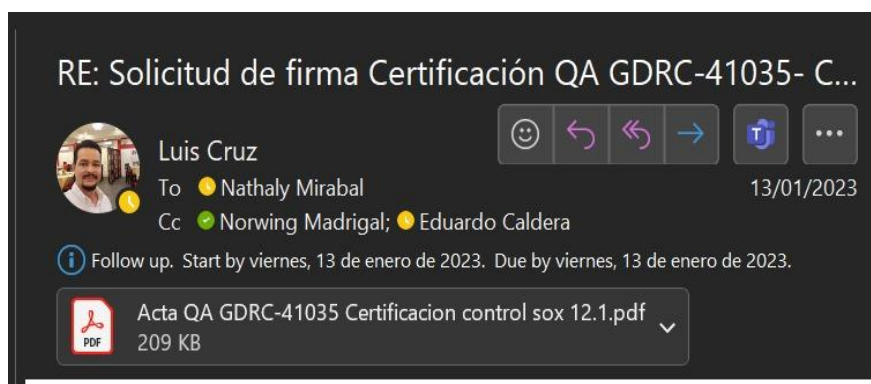 RE: Solicitud de firma Certificación QA GDRC-41035- C...
Luis Cruz
To Nathaly Mirabal
13/01/2023
Cc Norwing Madrigal; Eduardo Caldera
Follow up. Start by viernes, 13 de enero de 2023. Due by viernes, 13 de enero de 2023.
Acta QA GDRC-41035 Certificacion control sox 12.1.pdf
PDF
209 KB